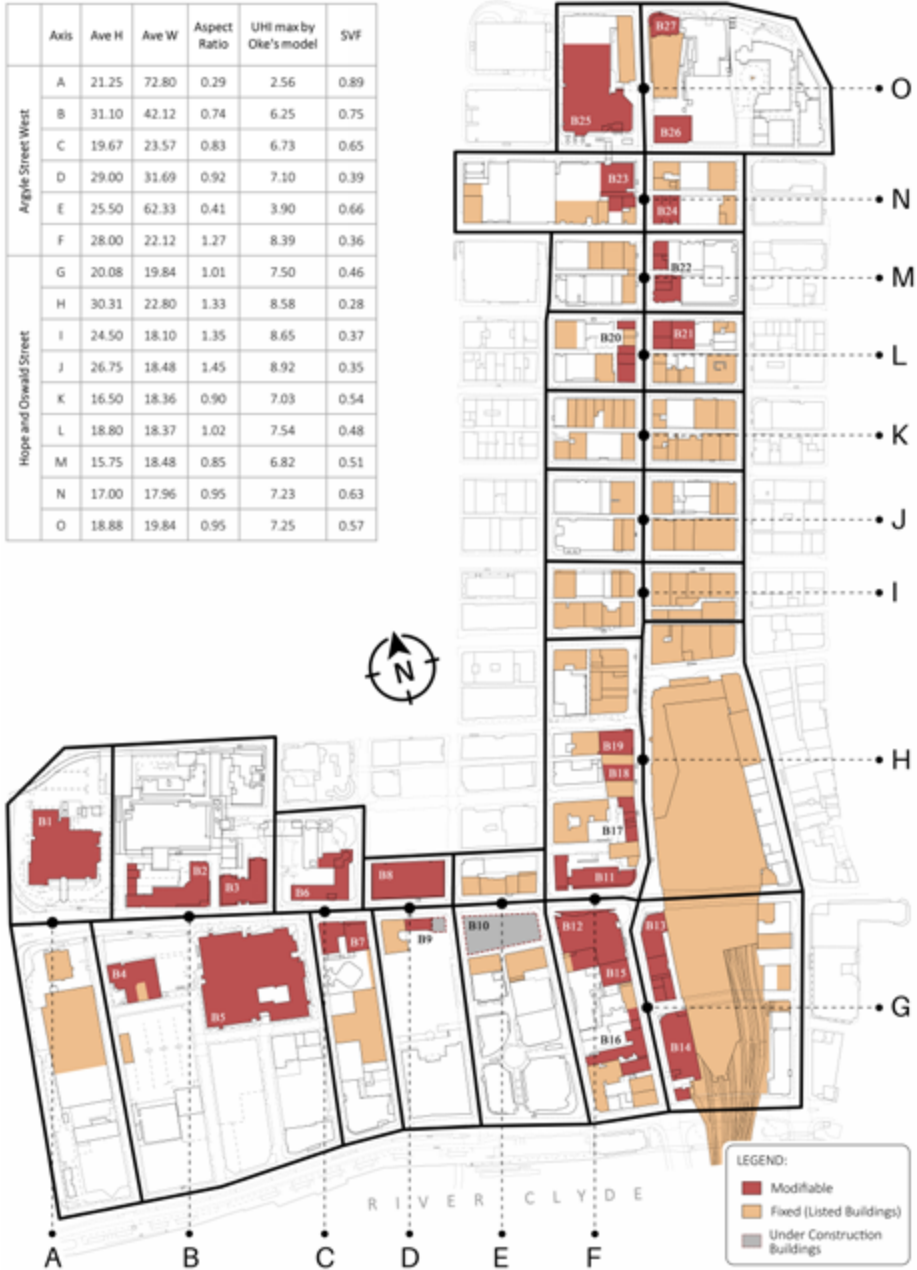 Axis Ave H Ave W Aspect Ratio UHI max by Oke's model SVF
Argyle Street West
A 21.25 72.80 0.29 2.56 0.89
B 31.10 42.12 0.74 6.25 0.75
C 19.67 23.57 0.83 6.73 0.65
D 29.00 31.69 0.92 7.10 0.39
E 25.50 62.33 0.41 3.90 0.66
F 28.00 22.12 1.27 8.39 0.36
Hope and Oswald Street
G 20.08 19.84 1.01 7.50 0.46
H 30.31 22.80 1.33 8.58 0.28
I 24.50 18.10 1.35 8.65 0.37
J 26.75 18.48 1.45 8.92 0.35
K 16.50 18.36 0.90 7.03 0.54
L 18.80 18.37 1.02 7.54 0.48
M 15.75 18.48 0.85 6.82 0.51
N 17.00 17.96 0.95 7.23 0.63
O 18.88 19.84 0.95 7.25 0.57
B27
O
B25
B26
B23
N
B24
B22
M
B20
B21
L
K
J
I
N
B19
H
B18
B17
B1
B2
B3
B6
B8
B11
B9
B10
B12
B13
B7
B4
B15
B5
G
B16
B14
RIVER CLYDE
LEGEND:
Modifiable
Fixed (Listed Buildings)
Under Construction
Buildings
A B C D E F